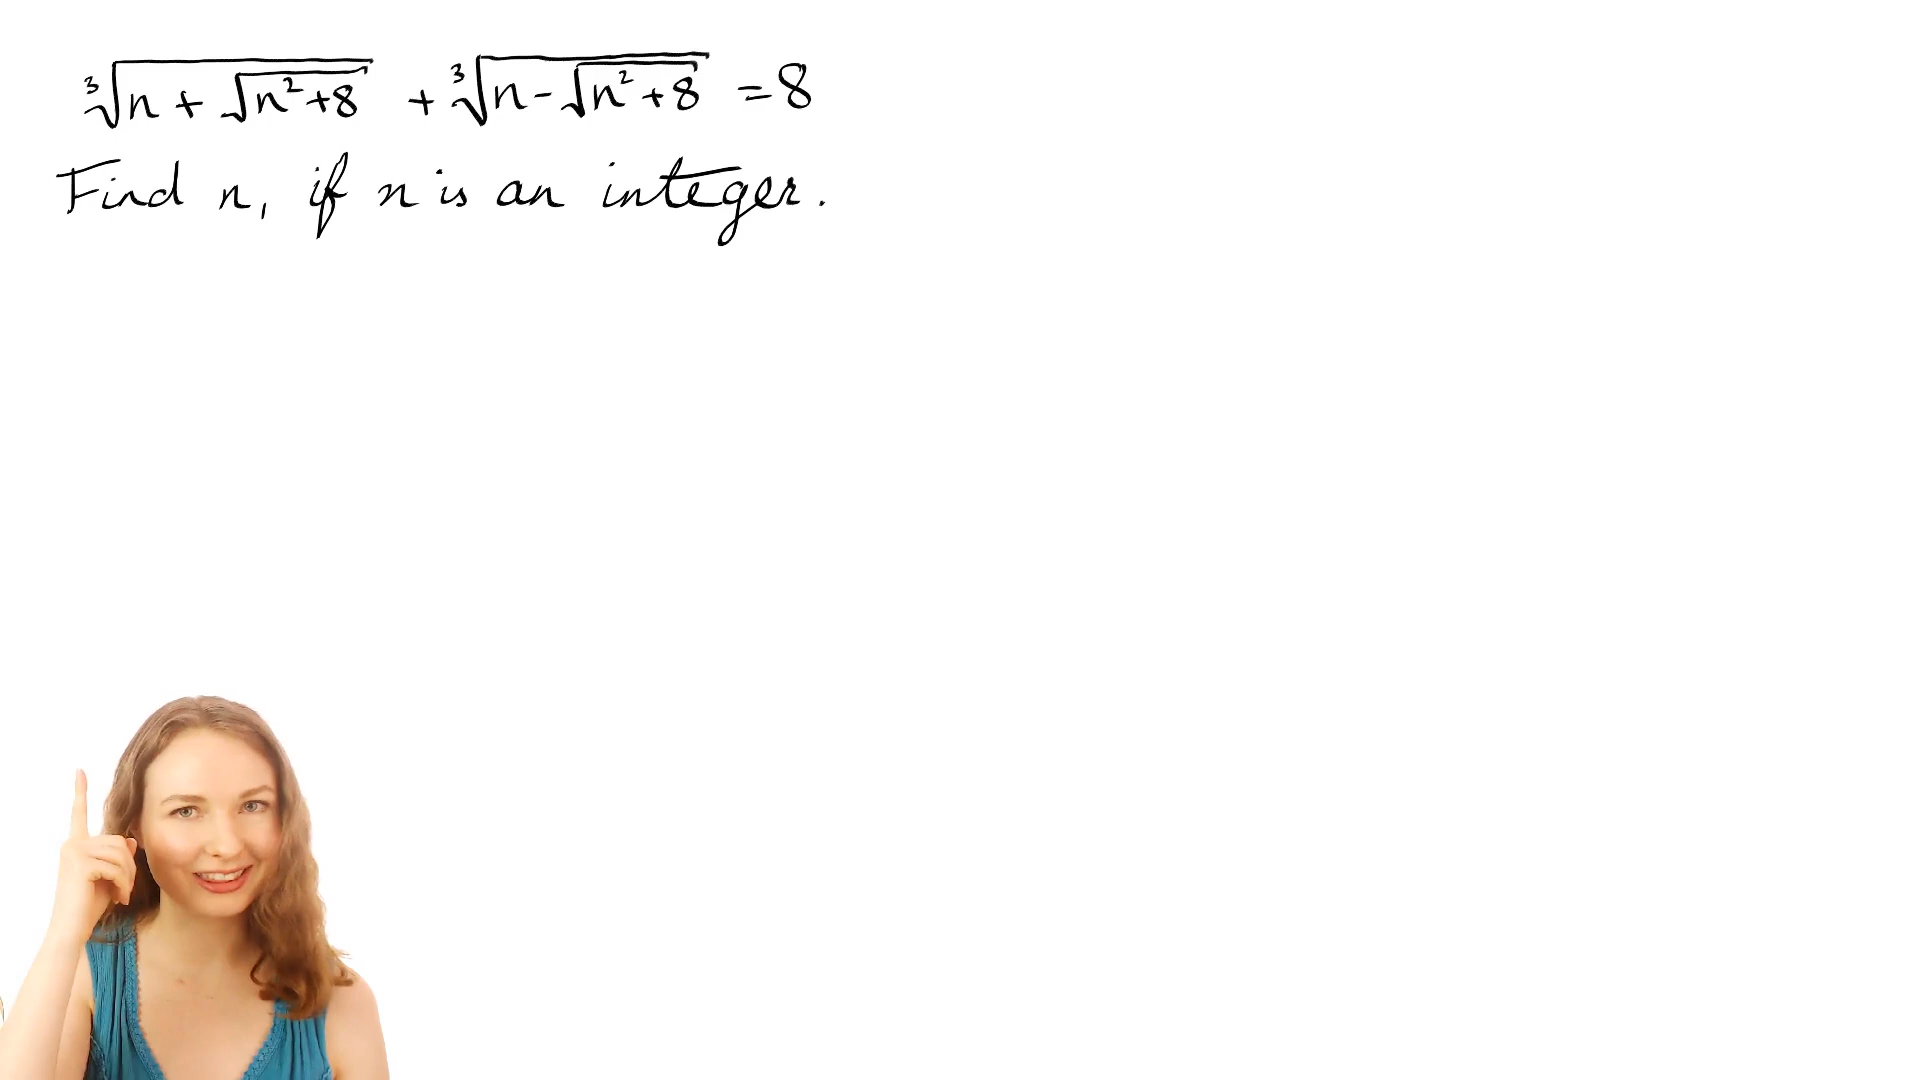 ∛(n + √(n²+8)) + ∛(n - √(n²+8)) = 8
Find n, if n is an integer.